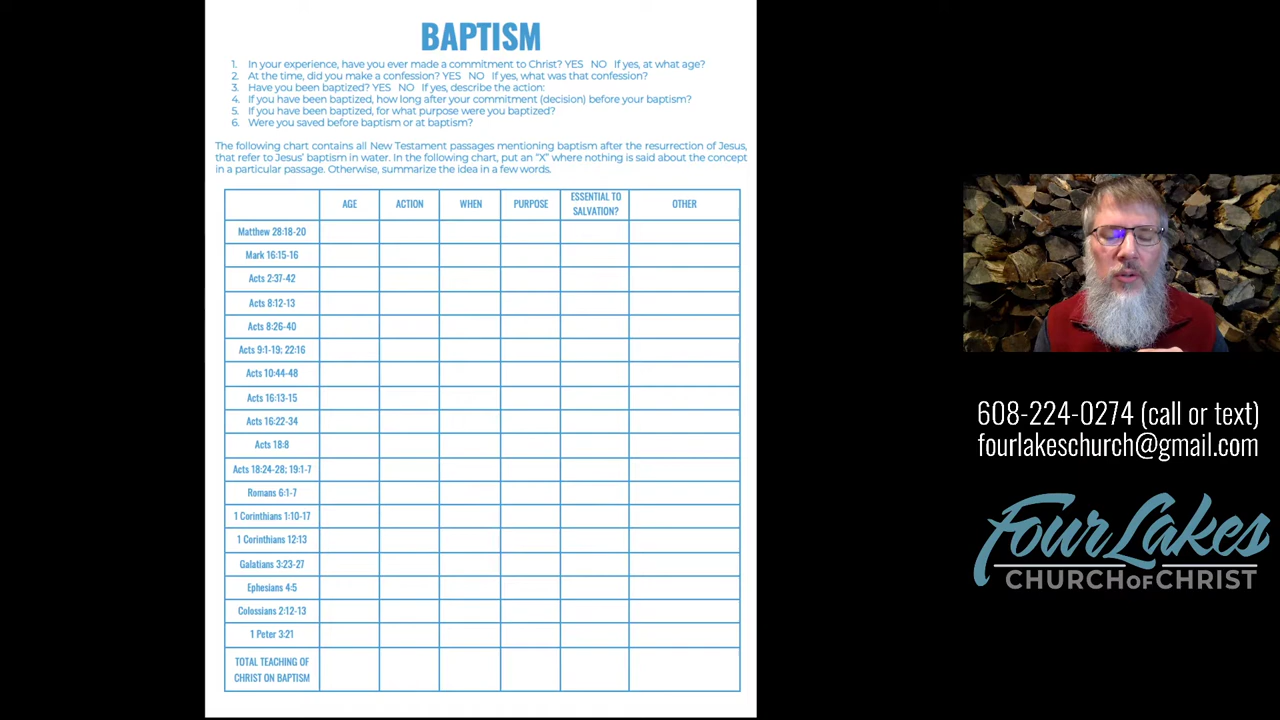 BAPTISM
1. In your experience, have you ever made a commitment to Christ? YES NO If yes, at what age?
2. At the time, did you make a confession? YES NO If yes, what was that confession?
3. Have you been baptized? YES NO If yes, describe the action:
4. If you have been baptized, how long after your commitment (decision) before your baptism?
5. If you have been baptized, for what purpose were you baptized?
6. Were you saved before baptism or at baptism?
The following chart contains all New Testament passages mentioning baptism after the resurrection of Jesus,
that refer to Jesus' baptism in water. In the following chart, put an "X" where nothing is said about the concept
in a particular passage. Otherwise, summarize the idea in a few words.
AGE ACTION WHEN PURPOSE ESSENTIAL TO SALVATION? OTHER
Matthew 28:18-20
Mark 16:15-16
Acts 2:37-42
Acts 8:12-13
Acts 8:26-40
Acts 9:1-19; 22:16
Acts 10:44-48
Acts 16:13-15
Acts 16:22-34
Acts 18:8
Acts 18:24-28; 19:1-7
Romans 6:1-7
1 Corinthians 1:10-17
1 Corinthians 12:13
Galatians 3:23-27
Ephesians 4:5
Colossians 2:12-13
1 Peter 3:21
TOTAL TEACHING OF
CHRIST ON BAPTISM
608-224-0274 (call or text)
fourlakeschurch@gmail.com
Four Lakes
CHURCH OF CHRIST